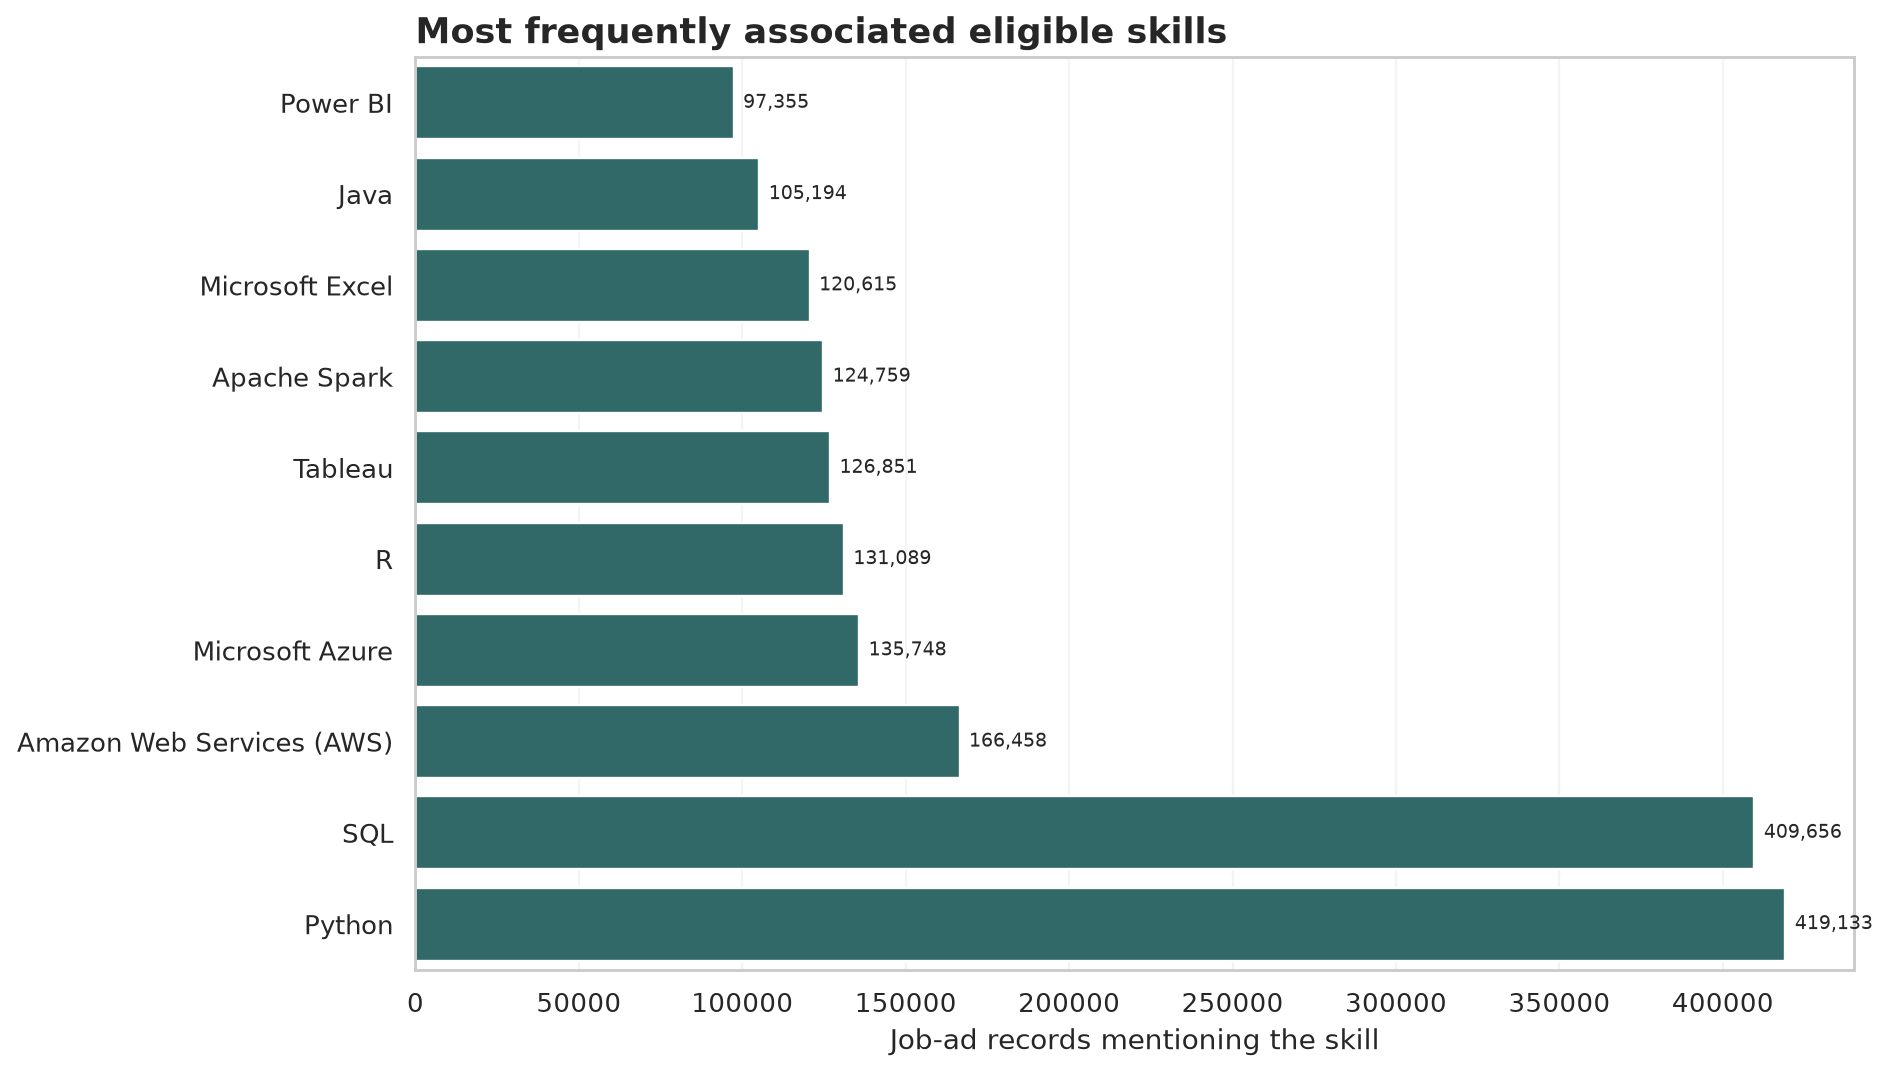 Most frequently associated eligible skills
Power BI 97,355
Java 105,194
Microsoft Excel 120,615
Apache Spark 124,759
Tableau 126,851
R 131,089
Microsoft Azure 135,748
Amazon Web Services (AWS) 166,458
SQL 409,656
Python 419,133
0 50000 100000 150000 200000 250000 300000 350000 400000
Job-ad records mentioning the skill